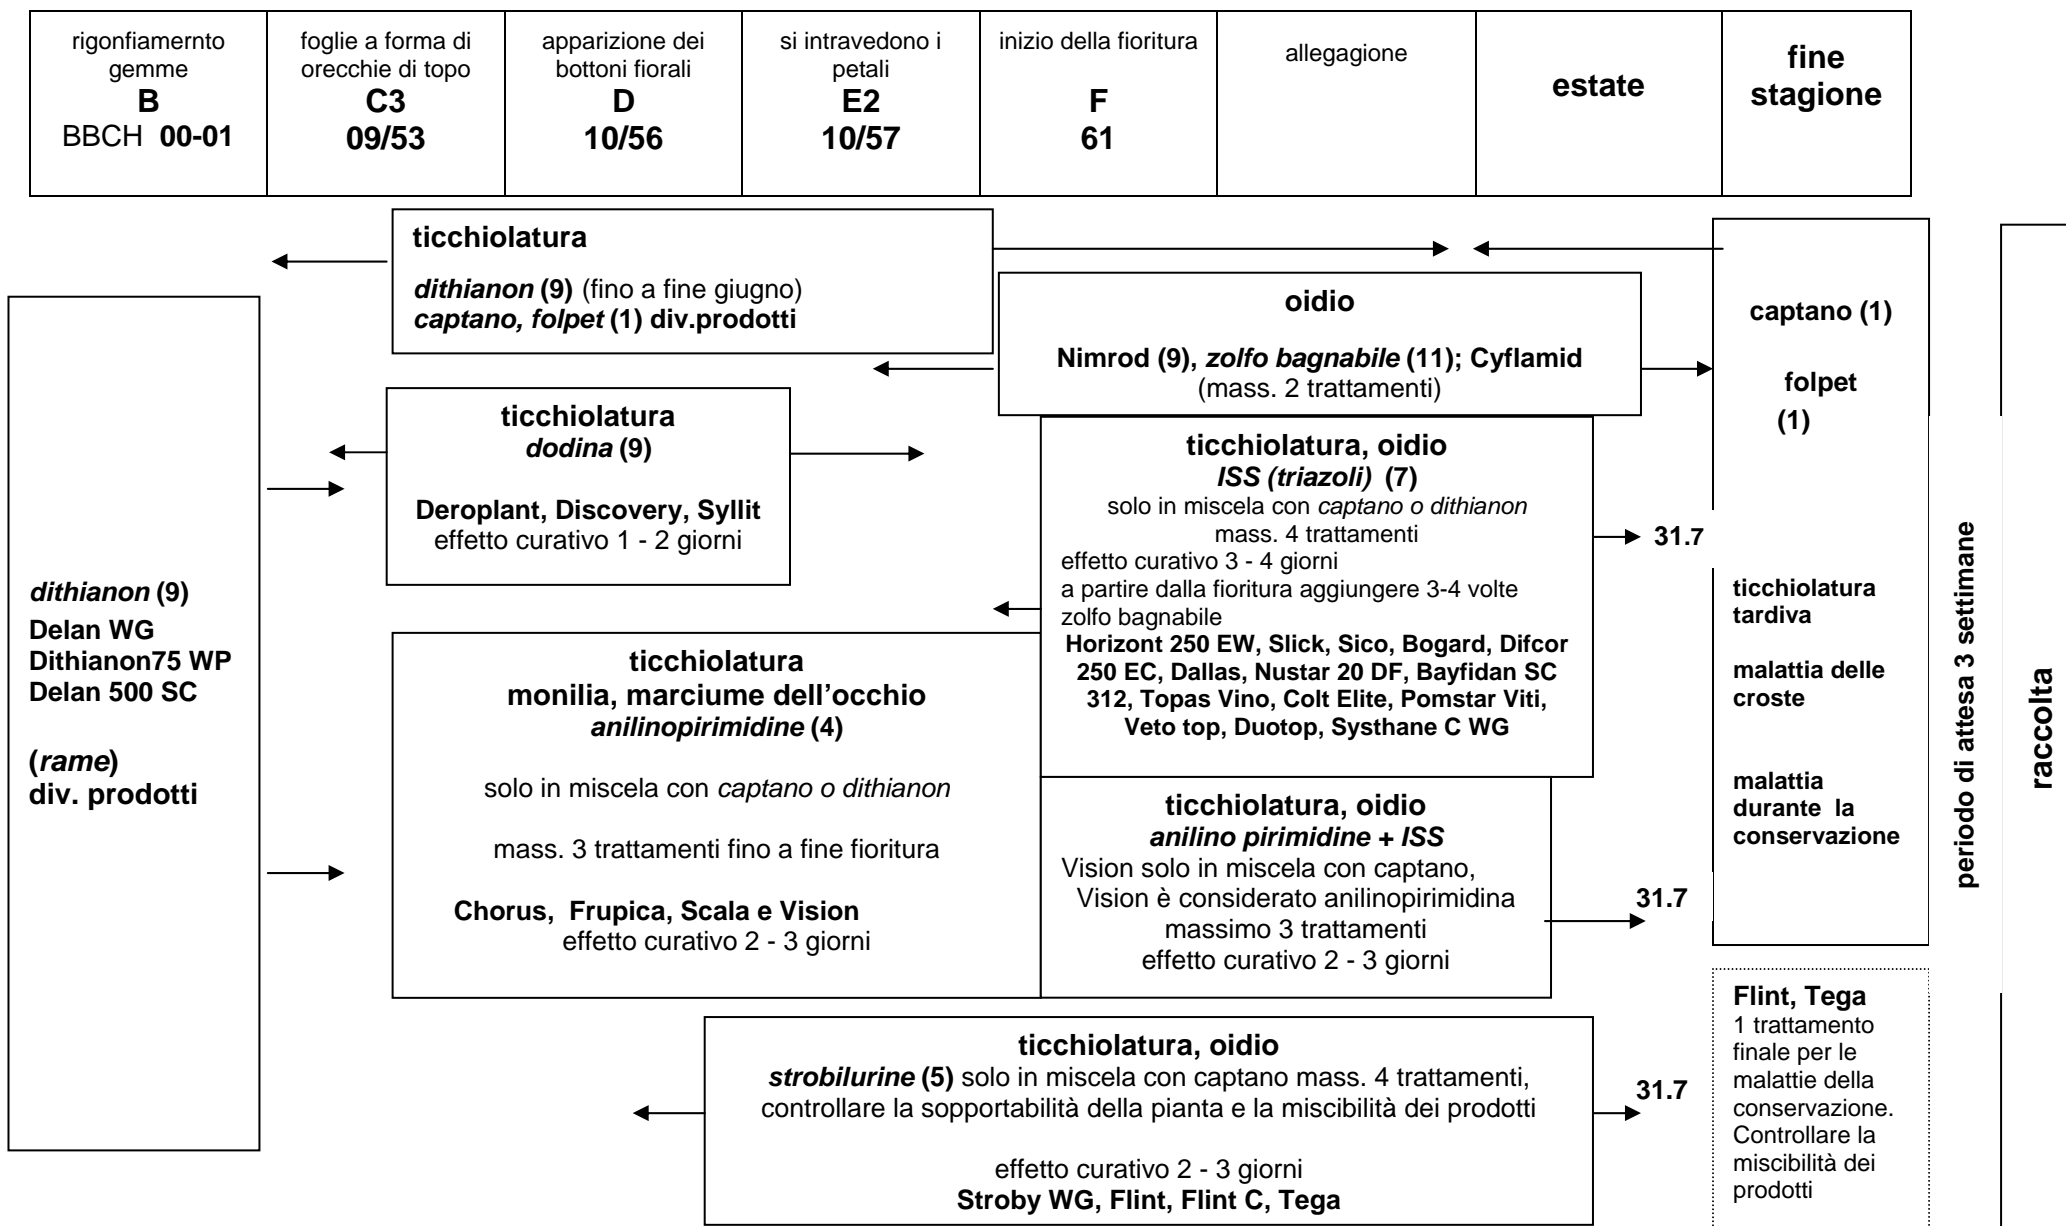 rigonfiamernto
gemme
B
BBCH 00-01
foglie a forma di
orecchie di topo
C3
09/53
apparizione dei
bottoni fiorali
D
10/56
si intravedono i
petali
E2
10/57
inizio della fioritura
F
61
allegagione
estate
fine
stagione
ticchiolatura
dithianon (9) (fino a fine giugno)
captano, folpet (1) div.prodotti
oidio
Nimrod (9), zolfo bagnabile (11); Cyflamid
(mass. 2 trattamenti)
ticchiolatura
dodina (9)
Deroplant, Discovery, Syllit
effetto curativo 1 - 2 giorni
ticchiolatura, oidio
ISS (triazoli) (7)
solo in miscela con captano o dithianon
mass. 4 trattamenti
effetto curativo 3 - 4 giorni
a partire dalla fioritura aggiungere 3-4 volte
zolfo bagnabile
Horizont 250 EW, Slick, Sico, Bogard, Difcor
250 EC, Dallas, Nustar 20 DF, Bayfidan SC
312, Topas Vino, Colt Elite, Pomstar Viti,
Veto top, Duotop, Systhane C WG
31.7
dithianon (9)
Delan WG
Dithianon75 WP
Delan 500 SC
(rame)
div. prodotti
ticchiolatura
monilia, marciume dell'occhio
anilinopirimidine (4)
solo in miscela con captano o dithianon
mass. 3 trattamenti fino a fine fioritura
Chorus, Frupica, Scala e Vision
effetto curativo 2 - 3 giorni
ticchiolatura, oidio
anilino pirimidine + ISS
Vision solo in miscela con captano,
Vision è considerato anilinopirimidina
massimo 3 trattamenti
effetto curativo 2 - 3 giorni
31.7
ticchiolatura, oidio
strobilurine (5) solo in miscela con captano mass. 4 trattamenti,
controllare la sopportabilità della pianta e la miscibilità dei prodotti
effetto curativo 2 - 3 giorni
Stroby WG, Flint, Flint C, Tega
31.7
captano (1)
folpet
(1)
ticchiolatura
tardiva
malattia delle
croste
malattia
durante la
conservazione
Flint, Tega
1 trattamento
finale per le
malattie della
conservazione.
Controllare la
miscibilità dei
prodotti
periodo di attesa 3 settimane
raccolta